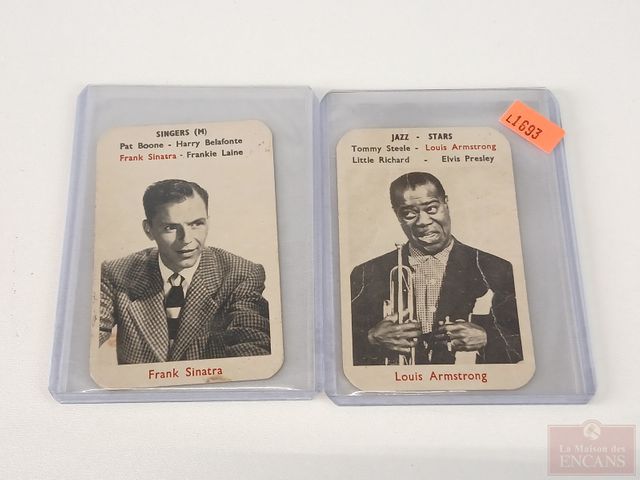 SINGERS (M)
Pat Boone - Harry Belafonte
Frank Sinatra - Frankie Laine
Frank Sinatra
JAZZ - STARS
Tommy Steele - Louis Armstrong
Little Richard - Elvis Presley
Louis Armstrong
L1693
La Maison des
ENCANS